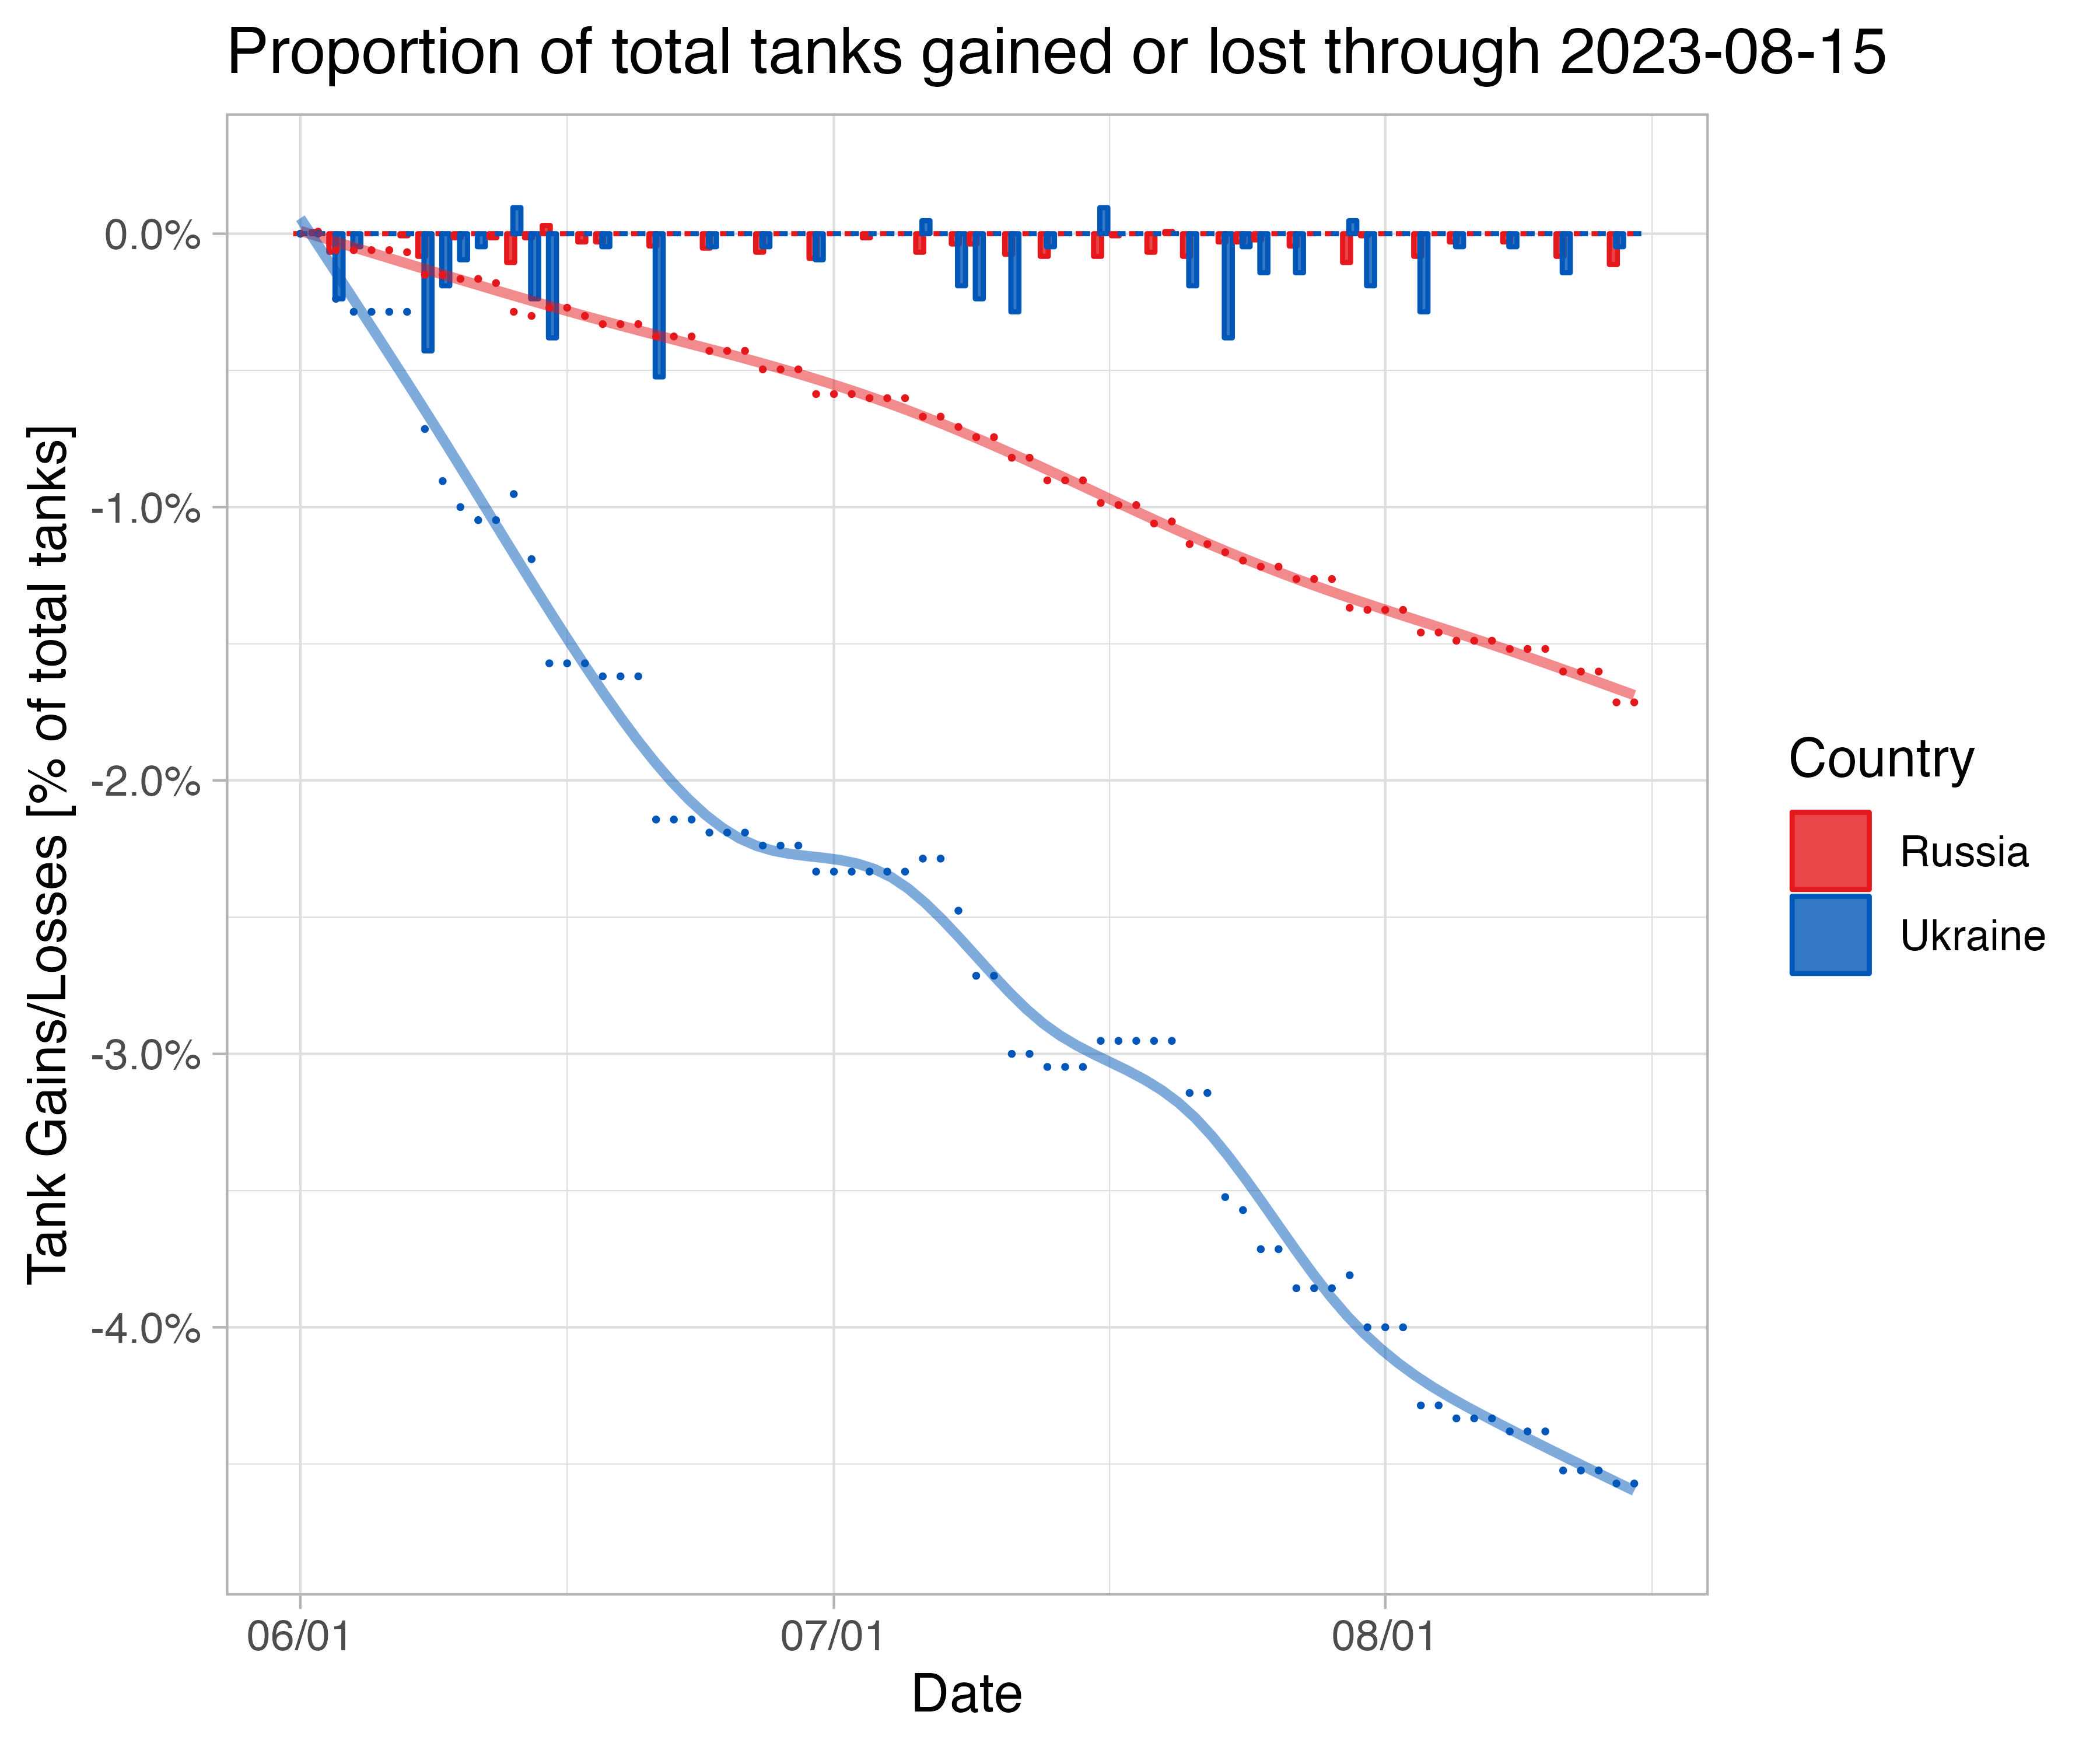 Proportion of total tanks gained or lost through 2023-08-15
Tank Gains/Losses [% of total tanks]
0.0%
-1.0%
-2.0%
-3.0%
-4.0%
06/01
07/01
08/01
Date
Country
Russia
Ukraine